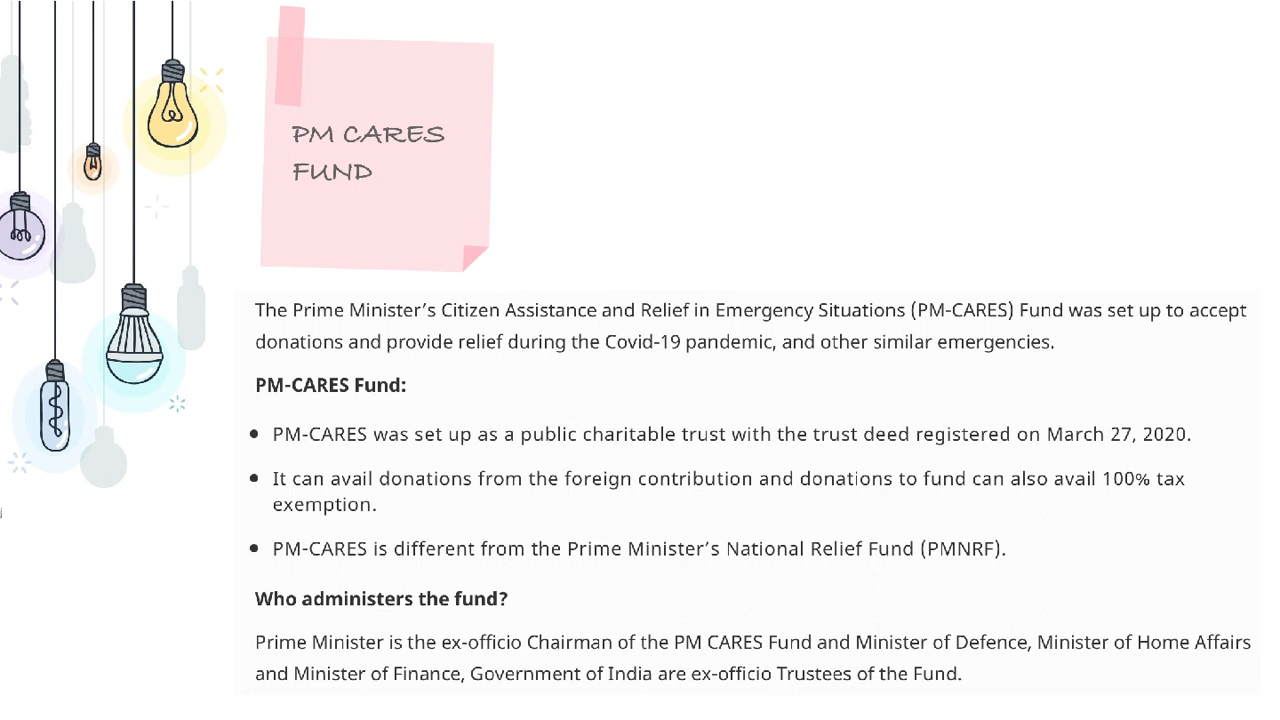 PM CARES
FUND
The Prime Minister's Citizen Assistance and Relief in Emergency Situations (PM-CARES) Fund was set up to accept
donations and provide relief during the Covid-19 pandemic, and other similar emergencies.
PM-CARES Fund:
• PM-CARES was set up as a public charitable trust with the trust deed registered on March 27, 2020.
• It can avail donations from the foreign contribution and donations to fund can also avail 100% tax
exemption.
• PM-CARES is different from the Prime Minister's National Relief Fund (PMNRF).
Who administers the fund?
Prime Minister is the ex-officio Chairman of the PM CARES Fund and Minister of Defence, Minister of Home Affairs
and Minister of Finance, Government of India are ex-officio Trustees of the Fund.